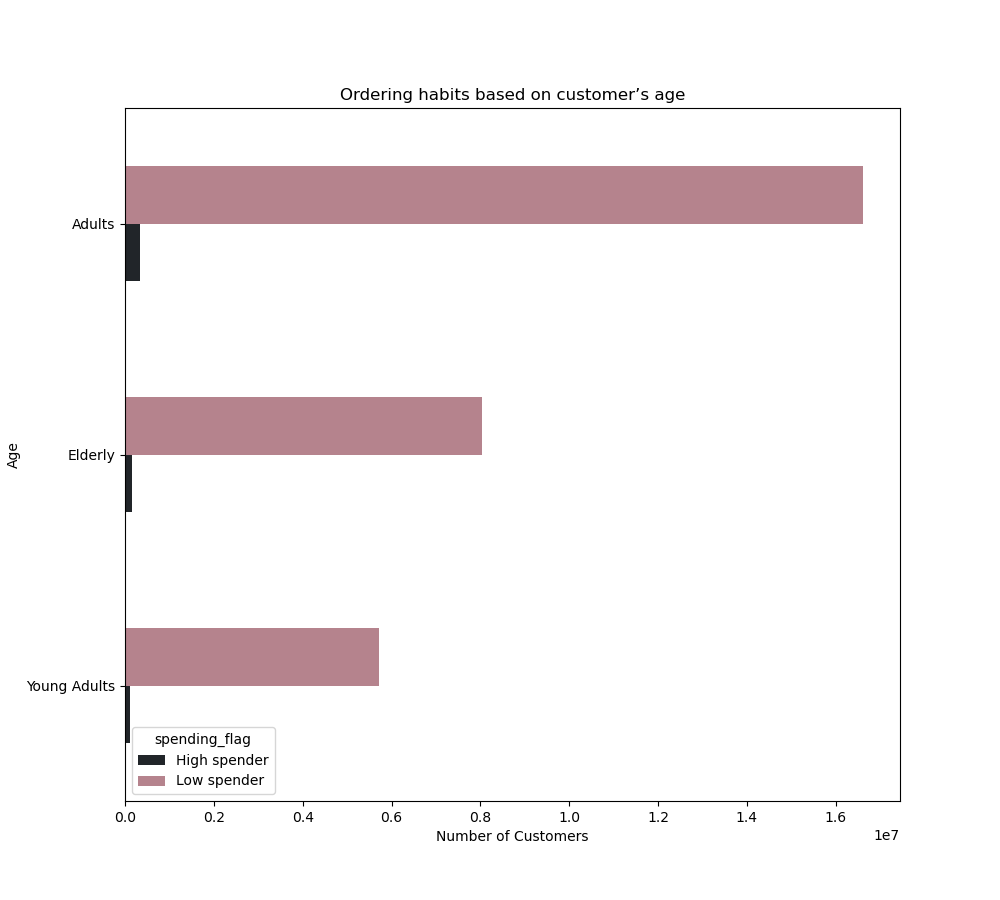 Ordering habits based on customer’s age
Adults
Elderly
Young Adults
Age
spending_flag
High spender
Low spender
0.0 0.2 0.4 0.6 0.8 1.0 1.2 1.4 1.6
1e7
Number of Customers